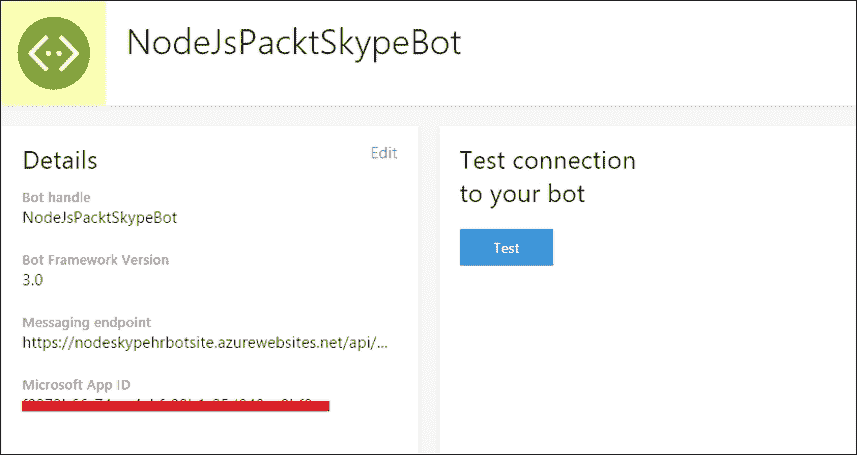 NodeJsPacktSkypeBot
Details
Edit
Bot handle
NodeJsPacktSkypeBot
Bot Framework Version
3.0
Messaging endpoint
https://nodeskypehrbotsite.azurewebsites.net/api/...
Microsoft App ID
Test connection
to your bot
Test